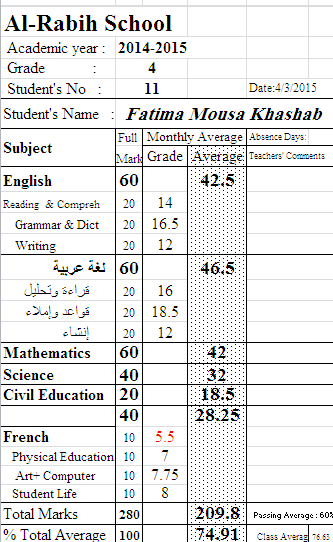 Al-Rabih School
Academic year : 2014-2015
Grade : 4
Student's No : 11 Date:4/3/2015
Student's Name : Fatima Mousa Khashab
Subject Full Mark Monthly Average Absence Days:
Grade Average Teachers' Comments
English 60 42.5
Reading & Compreh 20 14
Grammar & Dict 20 16.5
Writing 20 12
لغة عربية 60 46.5
قراءة وتحليل 20 16
قواعد وإملاء 20 18.5
إنشاء 20 12
Mathematics 60 42
Science 40 32
Civil Education 20 18.5
40 28.25
French 10 5.5
Physical Education 10 7
Art+ Computer 10 7.75
Student Life 10 8
Total Marks 280 209.8 Passing Average : 60%
% Total Average 100 74.91 Class Averag 76.65